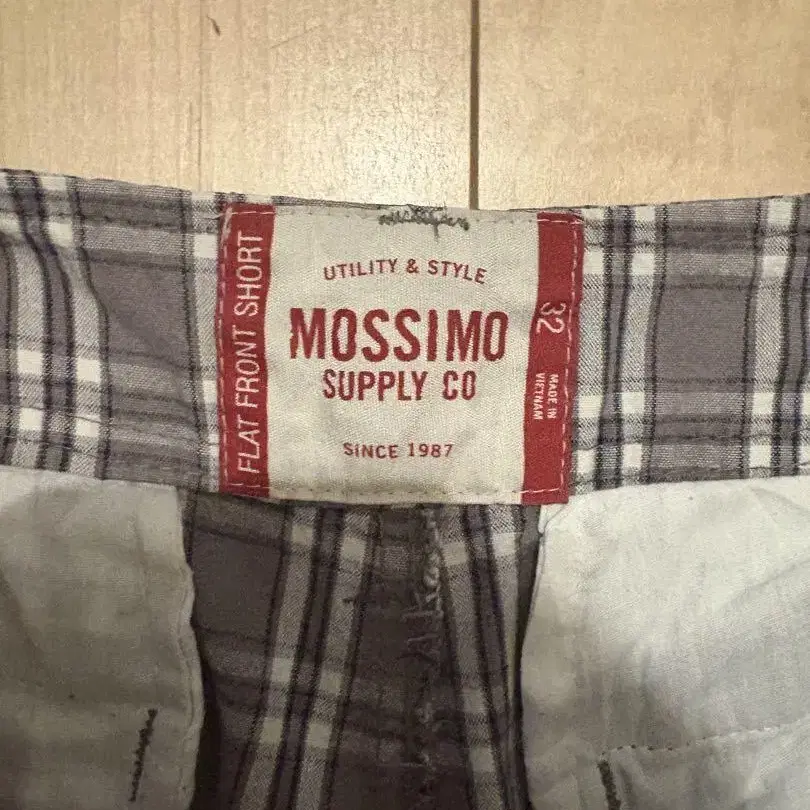 FLAT FRONT SHORT
UTILITY & STYLE
MOSSIMO
SUPPLY CO
SINCE 1987
32
MADE IN
VIETNAM